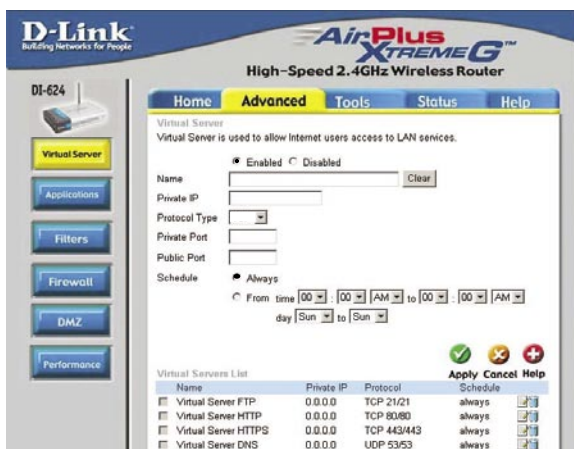 D-Link
Building Networks for People
AirPlus
XTREME G™
High-Speed 2.4GHz Wireless Router
DI-624
Home Advanced Tools Status Help
Virtual Server
Virtual Server
Virtual Server is used to allow Internet users access to LAN services.
Enabled Disabled
Name Clear
Private IP
Protocol Type
Private Port
Public Port
Schedule Always
From time 00 : 00 AM to 00 : 00 AM
day Sun to Sun
Applications
Filters
Firewall
DMZ
Performance
Apply Cancel Help
Virtual Servers List
Name Private IP Protocol Schedule
Virtual Server FTP 0.0.0.0 TCP 21/21 always
Virtual Server HTTP 0.0.0.0 TCP 80/80 always
Virtual Server HTTPS 0.0.0.0 TCP 443/443 always
Virtual Server DNS 0.0.0.0 UDP 53/53 always